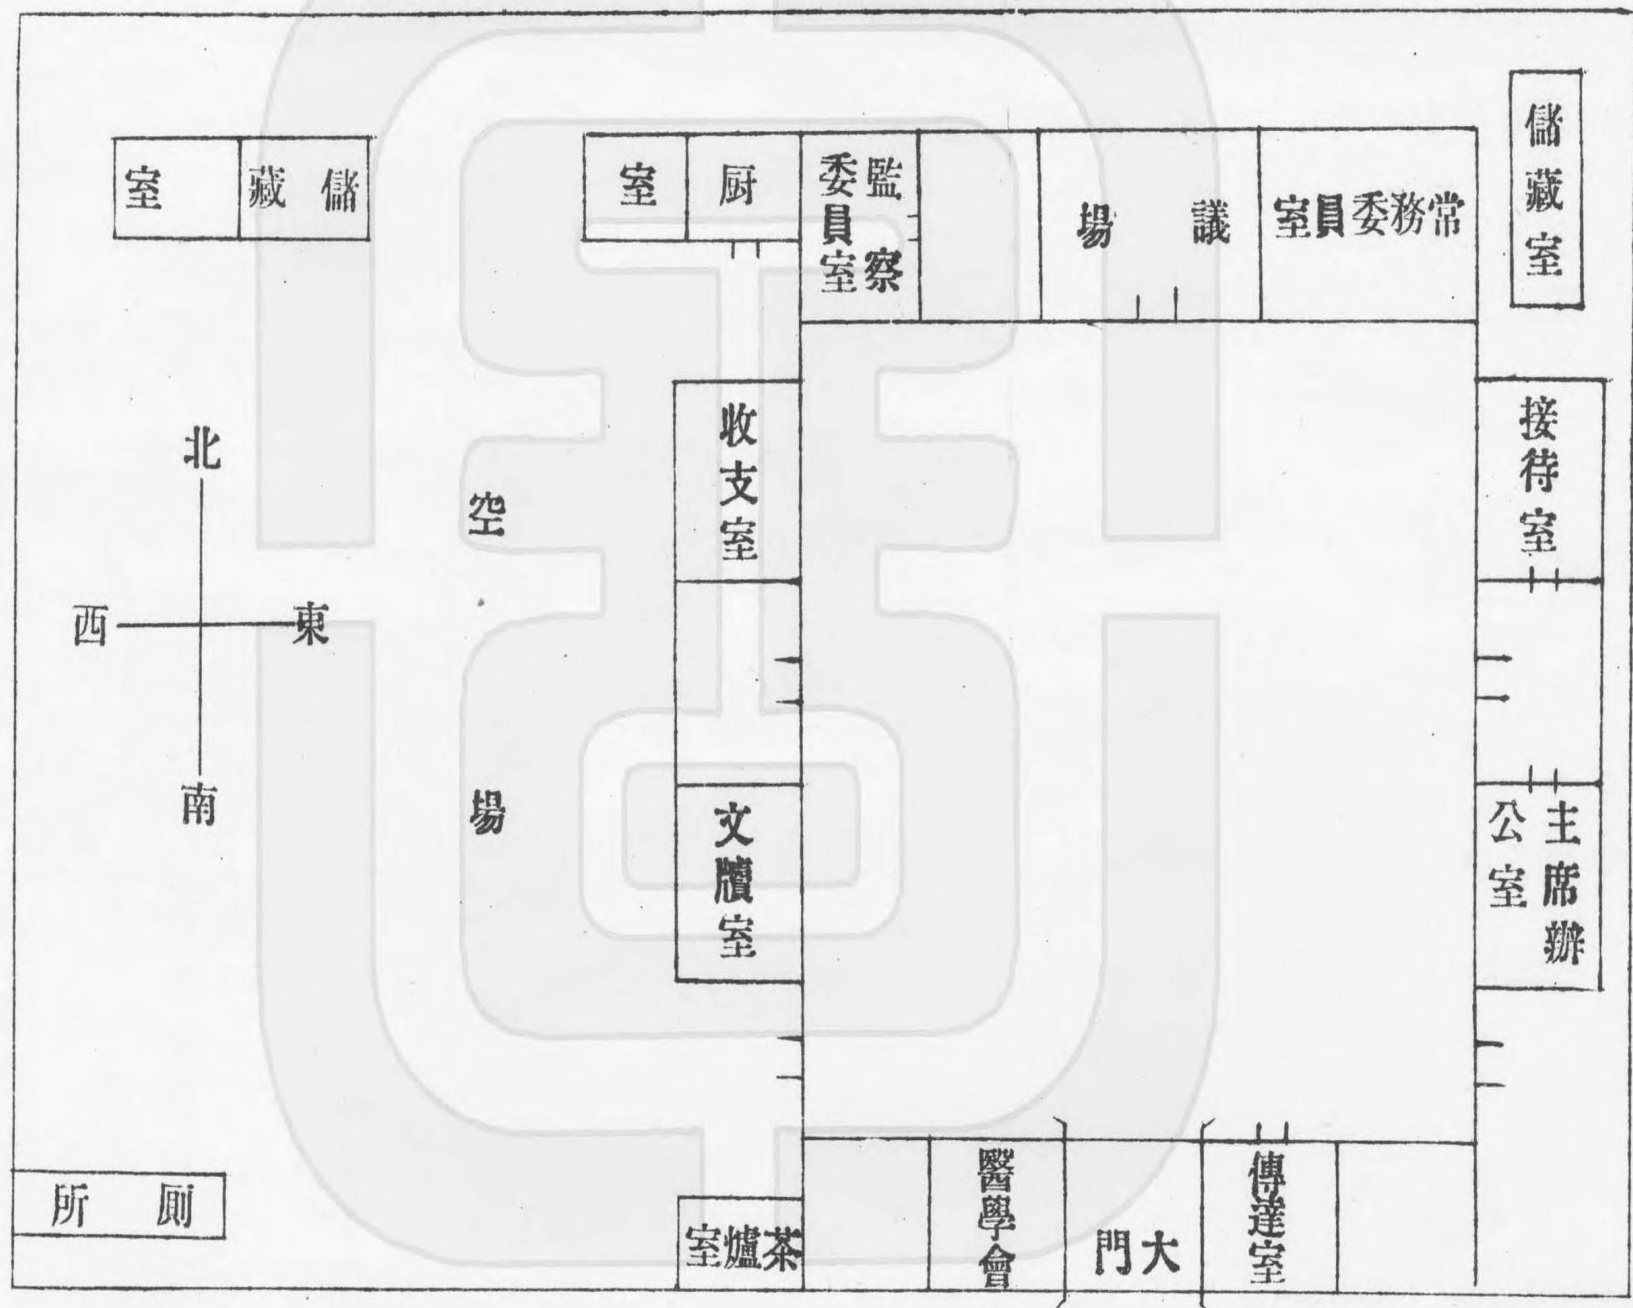 儲藏室
常務委員室
議場
監察
委員室
厨室
儲藏室
接待室
主席辦
公室
收支室
文牘室
空場
北
東
西
南
傳達室
大門
醫學會
茶爐室
厠所